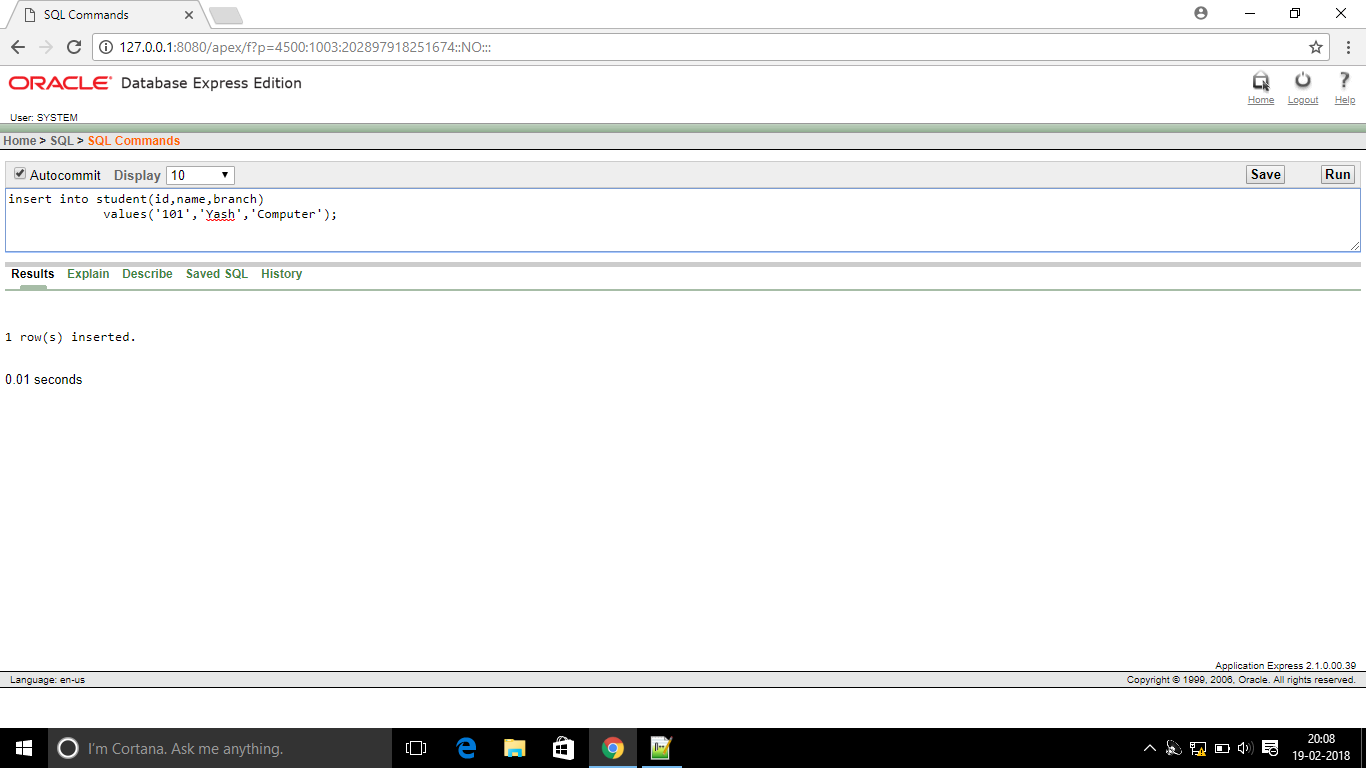 SQL Commands
127.0.0.1:8080/apex/f?p=4500:1003:202897918251674::NO:::
ORACLE Database Express Edition
Home Logout Help
User: SYSTEM
Home > SQL > SQL Commands
Autocommit Display 10 Save Run
insert into student(id,name,branch)
values('101','Yash','Computer');
Results Explain Describe Saved SQL History
1 row(s) inserted.
0.01 seconds
Application Express 2.1.0.00.39
Language: en-us Copyright © 1999, 2006, Oracle. All rights reserved.
I'm Cortana. Ask me anything.
20:08
19-02-2018